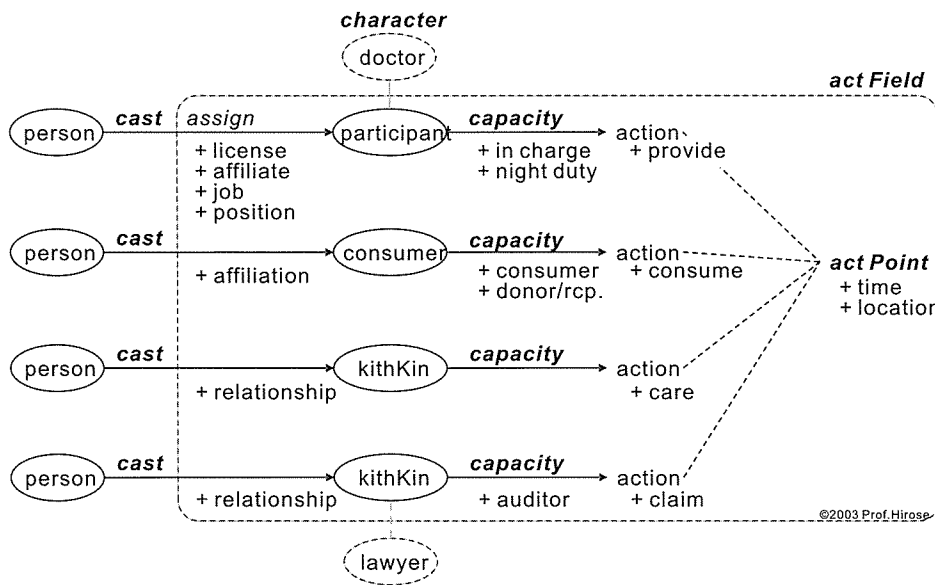 character
doctor
act Field
person
cast
assign
participant
capacity
action
+ license
+ affiliate
+ job
+ position
+ in charge
+ night duty
+ provide
person
cast
consumer
capacity
action
+ affiliation
+ consumer
+ donor/rcp.
+ consume
act Point
+ time
+ location
person
cast
kithKin
capacity
action
+ relationship
+ care
person
cast
kithKin
capacity
action
+ relationship
+ auditor
+ claim
©2003 Prof.Hirose
lawyer